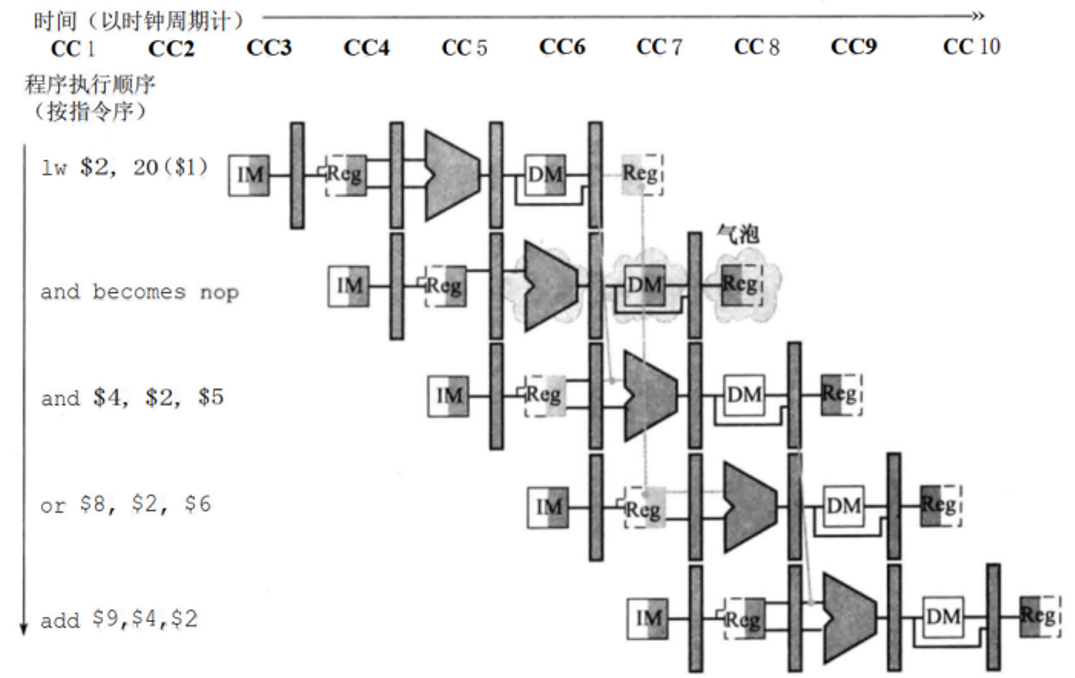 时间（以时钟周期计）
CC 1 CC2 CC3 CC4 CC 5 CC6 CC 7 CC 8 CC9 CC 10
程序执行顺序
（按指令序）
lw $2, 20($1) IM Reg DM Reg
气泡
and becomes nop IM Reg DM Reg
and $4, $2, $5 IM Reg DM Reg
or $8, $2, $6 IM Reg DM Reg
add $9,$4,$2 IM Reg DM Reg